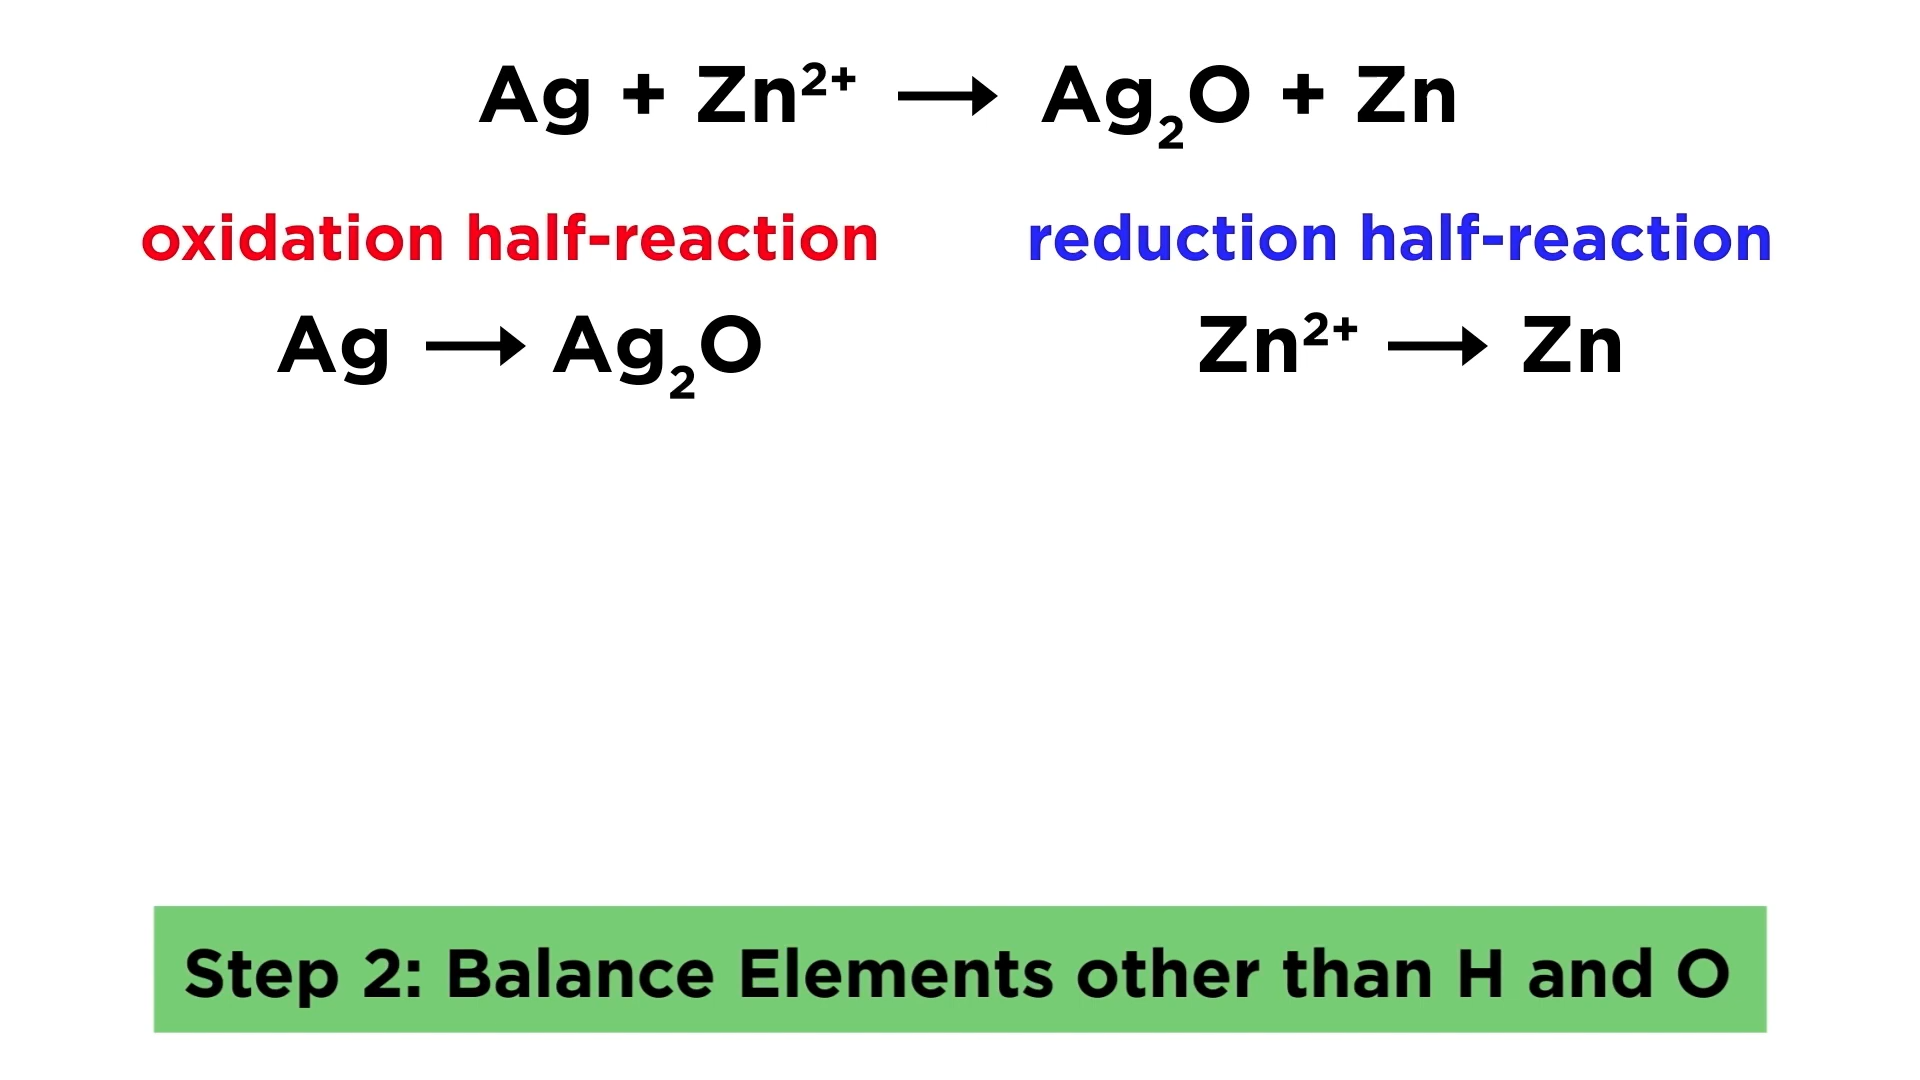 Ag + Zn²⁺ ⟶ Ag₂O + Zn
oxidation half-reaction
reduction half-reaction
Ag ⟶ Ag₂O
Zn²⁺ ⟶ Zn
Step 2: Balance Elements other than H and O